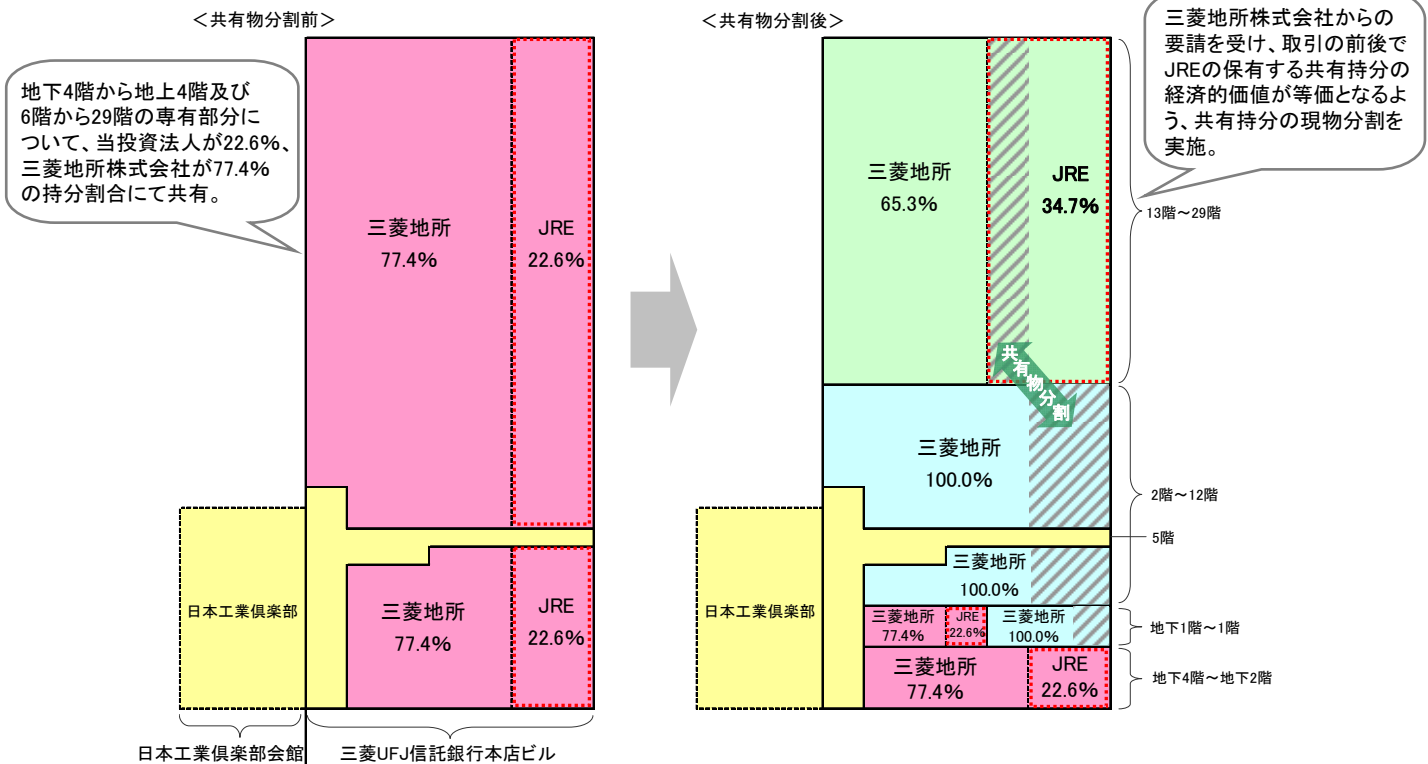 ＜共有物分割前＞
地下4階から地上4階及び
6階から29階の専有部分に
ついて、当投資法人が22.6%、
三菱地所株式会社が77.4%
の持分割合にて共有。
三菱地所
77.4%
JRE
22.6%
日本工業倶楽部
三菱地所
77.4%
JRE
22.6%
日本工業倶楽部会館
三菱UFJ信託銀行本店ビル
＜共有物分割後＞
三菱地所株式会社からの
要請を受け、取引の前後で
JREの保有する共有持分の
経済的価値が等価となるよ
う、共有持分の現物分割を
実施。
三菱地所
65.3%
JRE
34.7%
13階～29階
共有物分割
三菱地所
100.0%
2階～12階
5階
三菱地所
100.0%
日本工業倶楽部
三菱地所
77.4%
JRE
22.6%
三菱地所
100.0%
地下1階～1階
三菱地所
77.4%
JRE
22.6%
地下4階～地下2階